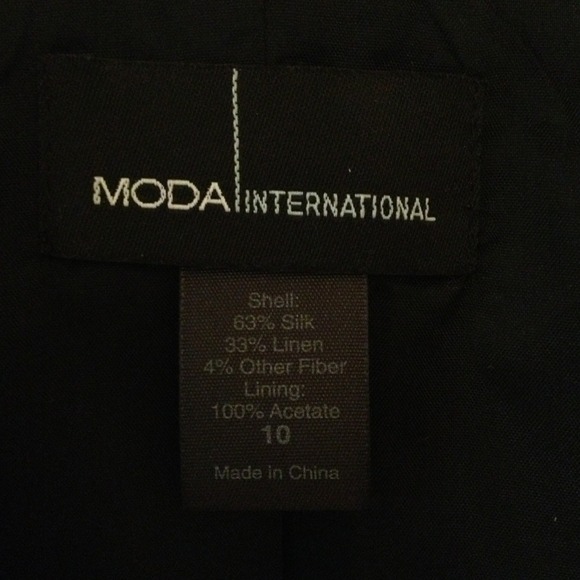 MODA INTERNATIONAL
Shell:
63% Silk
33% Linen
4% Other Fiber
Lining:
100% Acetate
10
Made in China